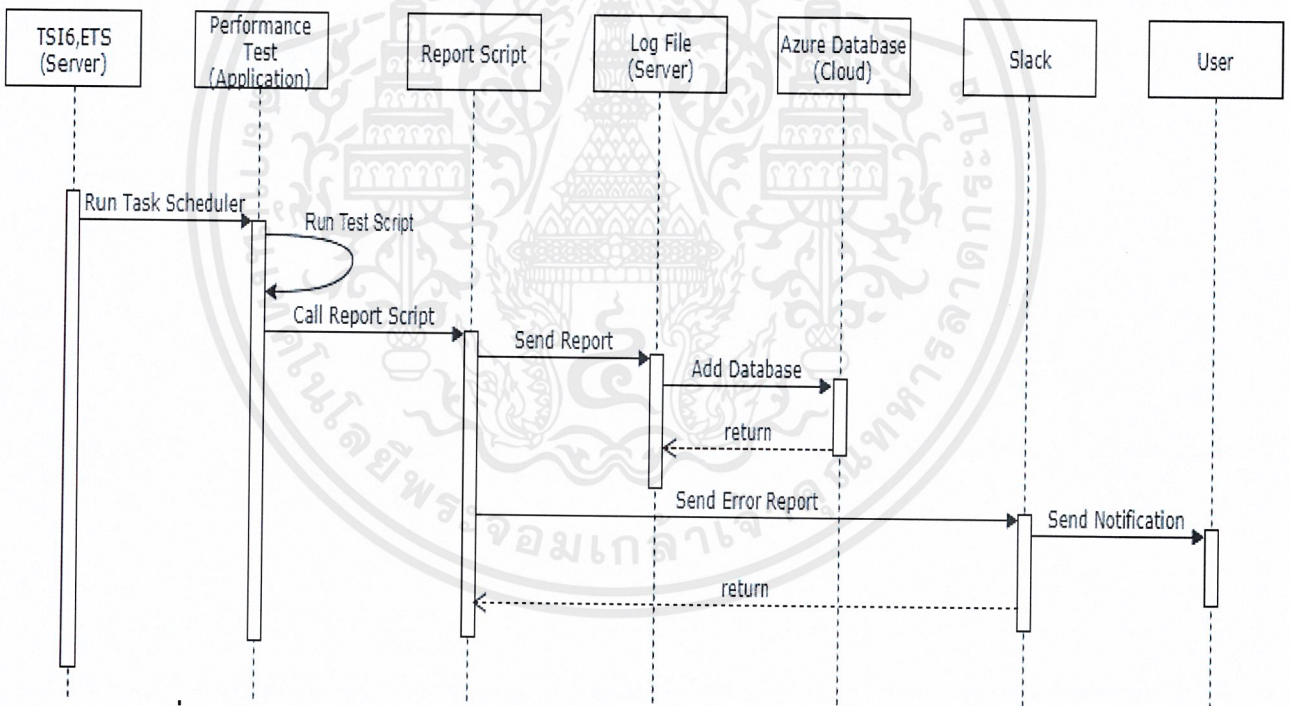 TSI6,ETS
(Server)
Performance
Test
(Application)
Report Script
Log File
(Server)
Azure Database
(Cloud)
Slack
User
Run Task Scheduler
Run Test Script
Call Report Script
Send Report
Add Database
return
Send Error Report
Send Notification
return